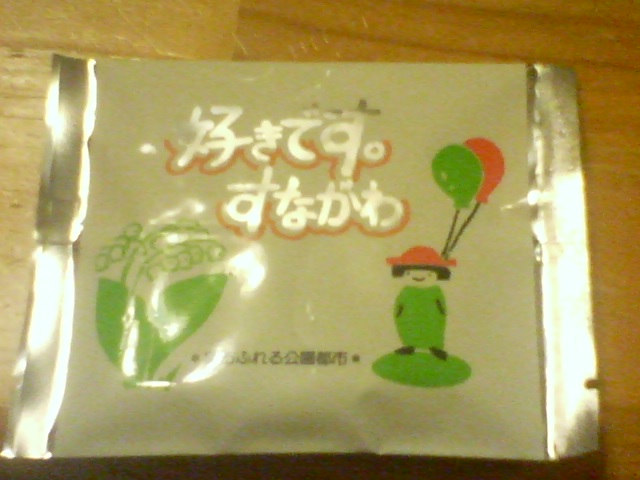 好きです。
すながわ
ふれる公園都市